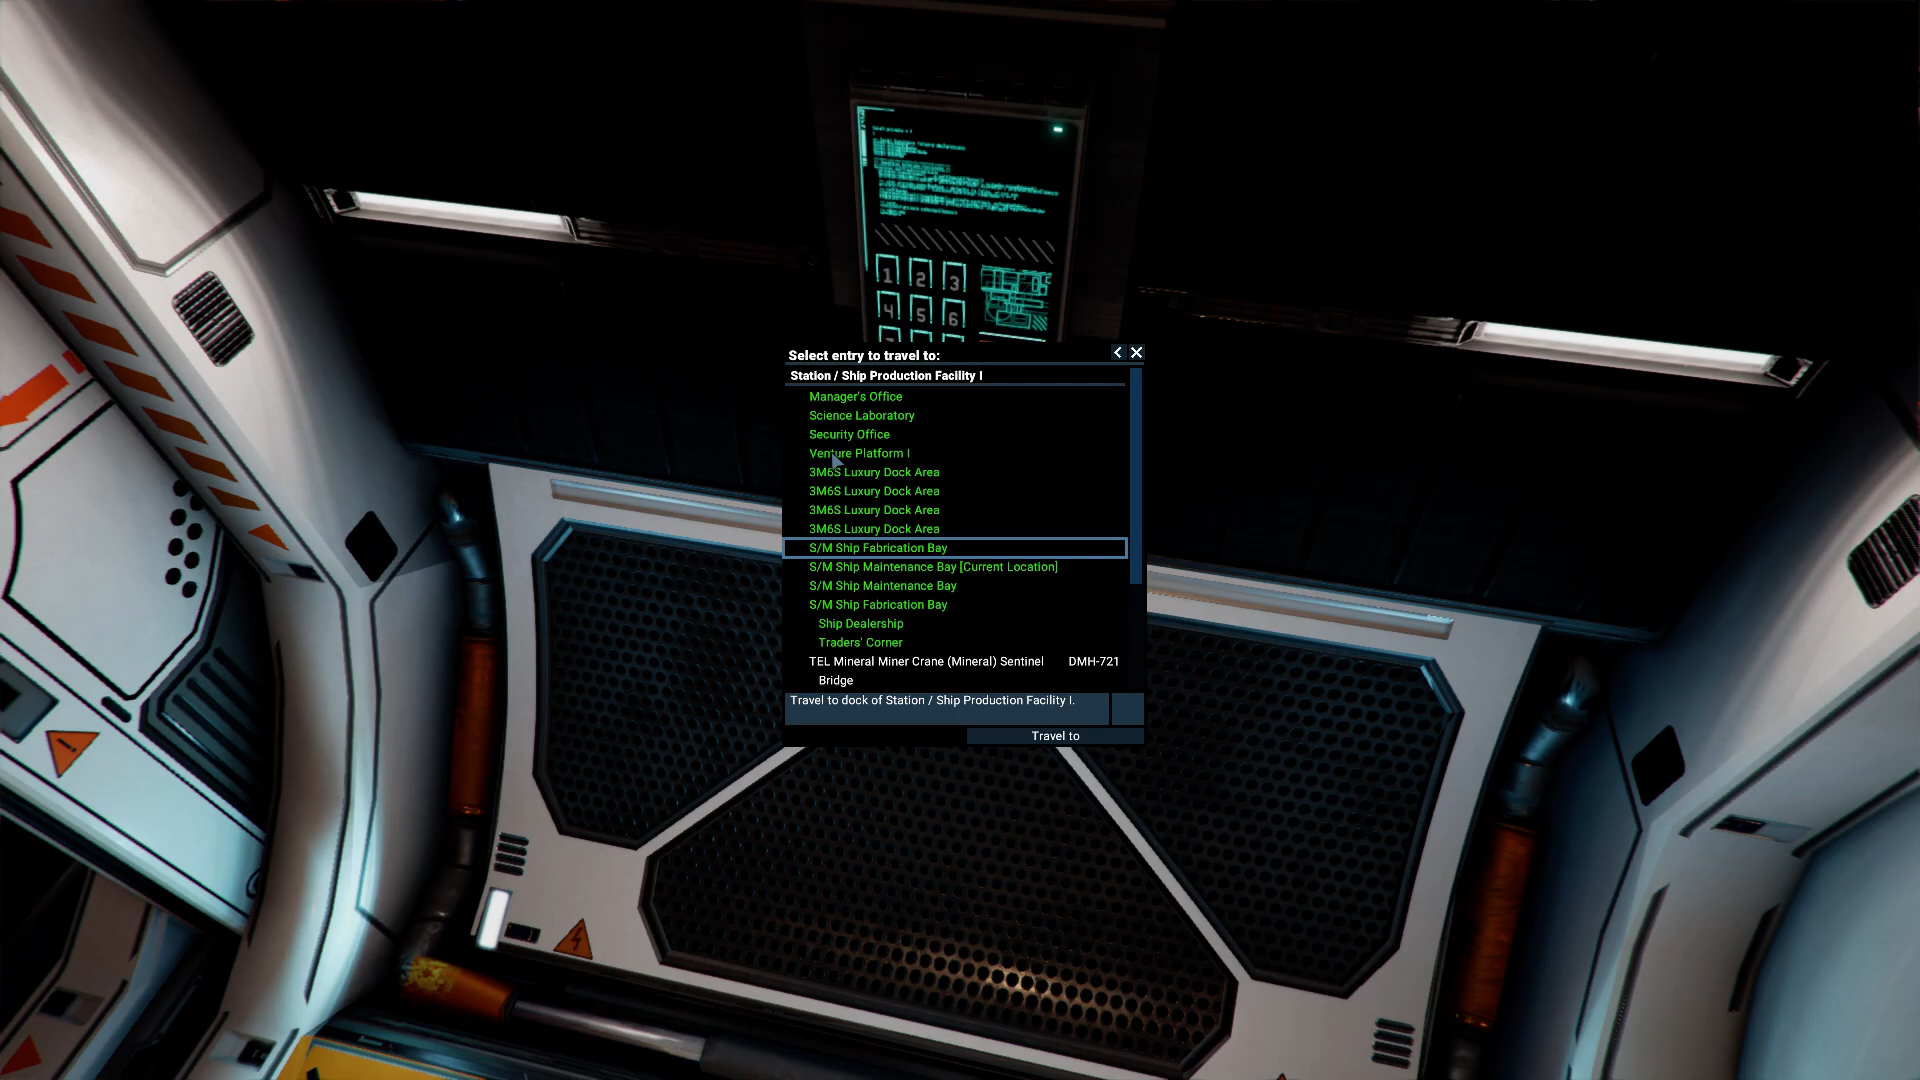 1 2 3
4 5 6
Select entry to travel to:
Station / Ship Production Facility I
Manager's Office
Science Laboratory
Security Office
Venture Platform I
3M6S Luxury Dock Area
3M6S Luxury Dock Area
3M6S Luxury Dock Area
3M6S Luxury Dock Area
S/M Ship Fabrication Bay
S/M Ship Maintenance Bay [Current Location]
S/M Ship Maintenance Bay
S/M Ship Fabrication Bay
Ship Dealership
Traders' Corner
TEL Mineral Miner Crane (Mineral) Sentinel DMH-721
Bridge
Travel to dock of Station / Ship Production Facility I.
Travel to